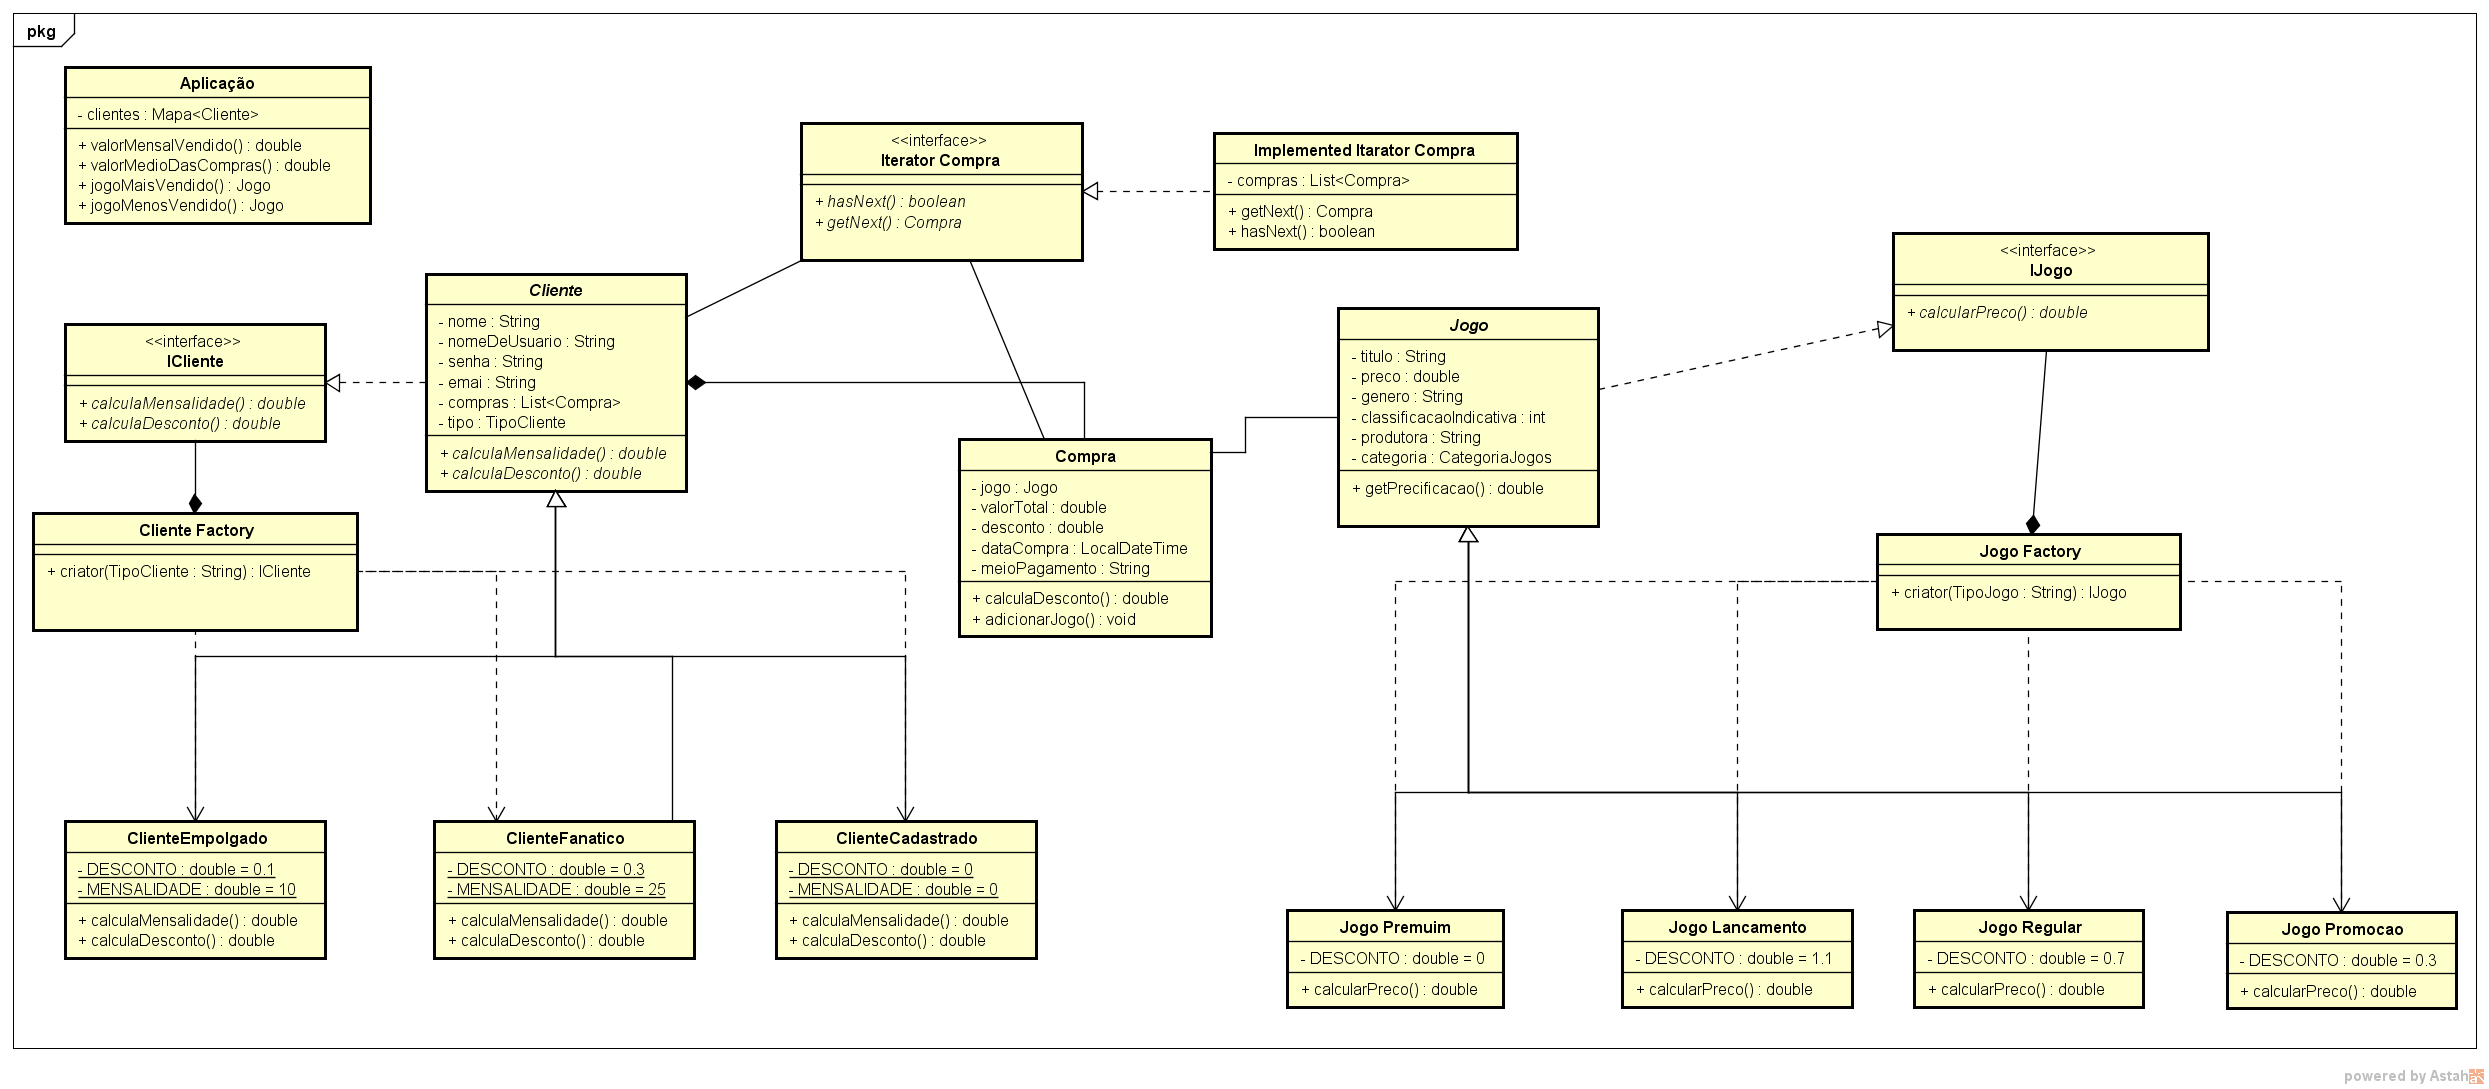 pkg
Aplicação
- clientes : Mapa<Cliente>
+ valorMensalVendido() : double
+ valorMedioDasCompras() : double
+ jogoMaisVendido() : Jogo
+ jogoMenosVendido() : Jogo
<<interface>>
Iterator Compra
+ hasNext() : boolean
+ getNext() : Compra
Implemented Itarator Compra
- compras : List<Compra>
+ getNext() : Compra
+ hasNext() : boolean
<<interface>>
IJogo
+ calcularPreco() : double
Cliente
- nome : String
- nomeDeUsuario : String
- senha : String
- emai : String
- compras : List<Compra>
- tipo : TipoCliente
+ calculaMensalidade() : double
+ calculaDesconto() : double
<<interface>>
ICliente
+ calculaMensalidade() : double
+ calculaDesconto() : double
Jogo
- titulo : String
- preco : double
- genero : String
- classificacaoIndicativa : int
- produtora : String
- categoria : CategoriaJogos
+ getPrecificacao() : double
Compra
- jogo : Jogo
- valorTotal : double
- desconto : double
- dataCompra : LocalDateTime
- meioPagamento : String
+ calculaDesconto() : double
+ adicionarJogo() : void
Cliente Factory
+ criator(TipoCliente : String) : ICliente
Jogo Factory
+ criator(TipoJogo : String) : IJogo
ClienteEmpolgado
- DESCONTO : double = 0.1
- MENSALIDADE : double = 10
+ calculaMensalidade() : double
+ calculaDesconto() : double
ClienteFanatico
- DESCONTO : double = 0.3
- MENSALIDADE : double = 25
+ calculaMensalidade() : double
+ calculaDesconto() : double
ClienteCadastrado
- DESCONTO : double = 0
- MENSALIDADE : double = 0
+ calculaMensalidade() : double
+ calculaDesconto() : double
Jogo Premuim
- DESCONTO : double = 0
+ calcularPreco() : double
Jogo Lancamento
- DESCONTO : double = 1.1
+ calcularPreco() : double
Jogo Regular
- DESCONTO : double = 0.7
+ calcularPreco() : double
Jogo Promocao
- DESCONTO : double = 0.3
+ calcularPreco() : double
powered by Astah